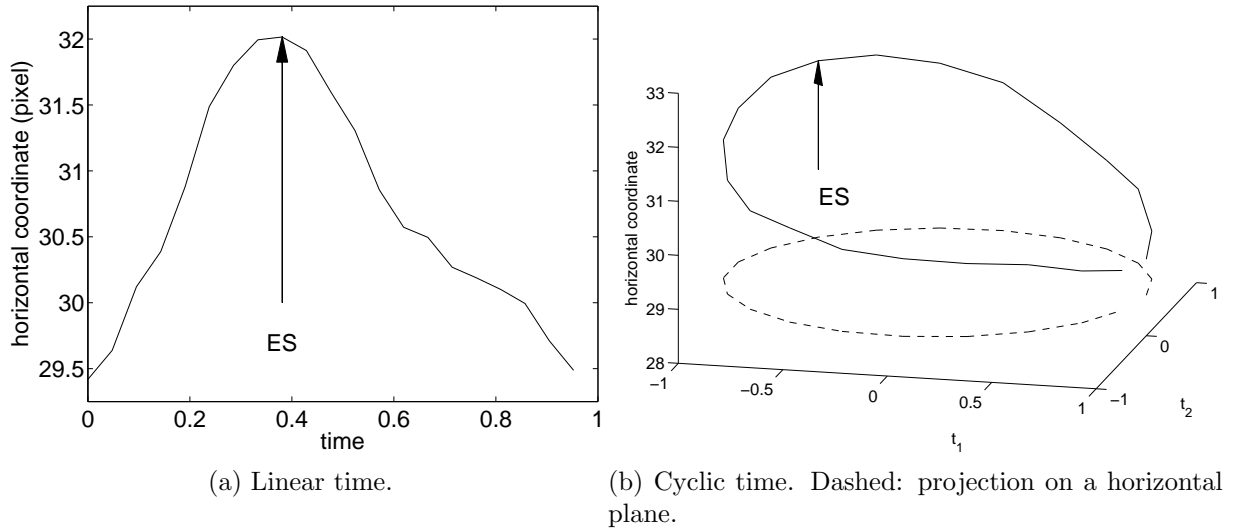 32
31.5
31
30.5
30
29.5
0
0.2
0.4
0.6
0.8
1
horizontal coordinate (pixel)
time
ES
(a) Linear time.
33
32
31
30
29
28
−1
−0.5
0
0.5
1
−1
0
1
horizontal coordinate
t1
t2
ES
(b) Cyclic time. Dashed: projection on a horizontal
plane.